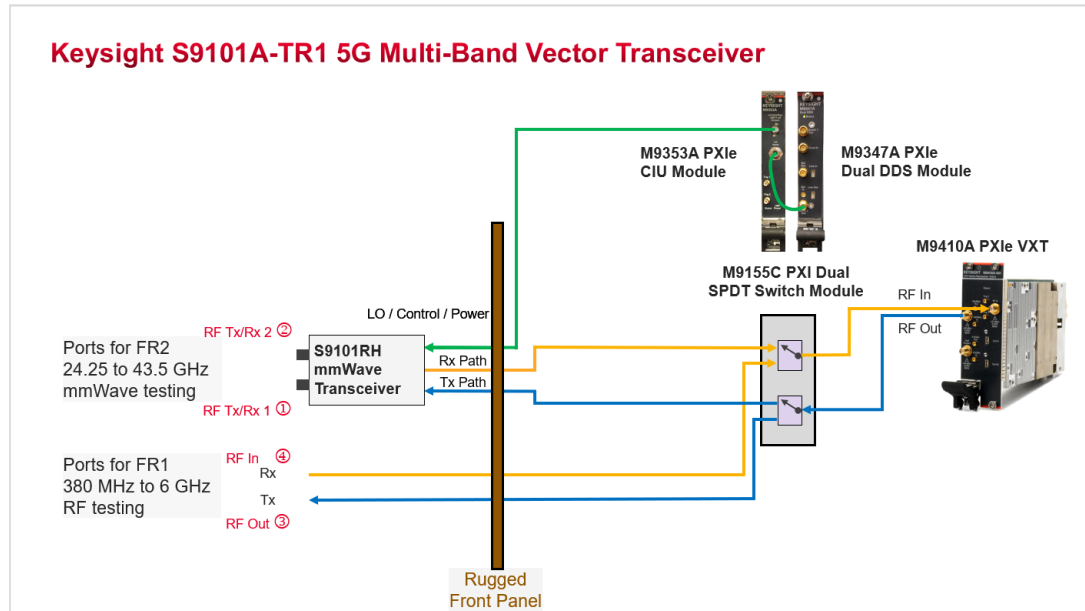 Keysight S9101A-TR1 5G Multi-Band Vector Transceiver
M9353A PXIe
CIU Module
M9347A PXIe
Dual DDS Module
M9410A PXIe VXT
M9155C PXI Dual
SPDT Switch Module
RF In
RF Out
LO / Control / Power
RF Tx/Rx 2 ②
Ports for FR2
24.25 to 43.5 GHz
mmWave testing
S9101RH
mmWave
Transceiver
Rx Path
Tx Path
RF Tx/Rx 1 ①
Ports for FR1
380 MHz to 6 GHz
RF testing
RF In ④
Rx
Tx
RF Out ③
Rugged
Front Panel
KEYSIGHT
KEYSIGHT
KEYSIGHT